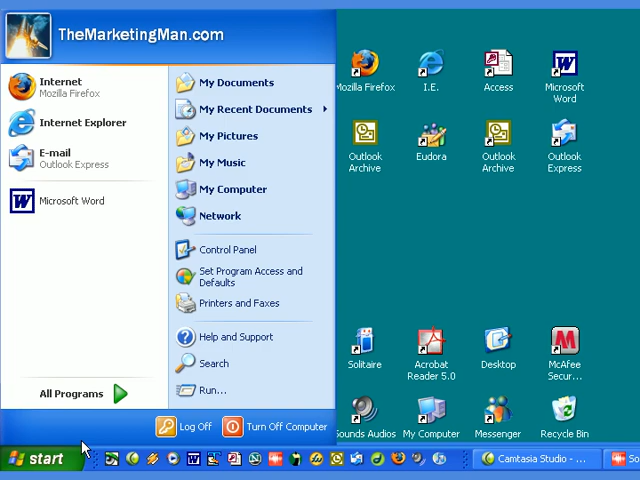 TheMarketingMan.com
Internet
Mozilla Firefox
Internet Explorer
E-mail
Outlook Express
Microsoft Word
All Programs
My Documents
My Recent Documents
My Pictures
My Music
My Computer
Network
Control Panel
Set Program Access and
Defaults
Printers and Faxes
Help and Support
Search
Run...
Log Off
Turn Off Computer
Mozilla Firefox
I.E.
Access
Microsoft
Word
Outlook
Archive
Eudora
Outlook
Archive
Outlook
Express
Solitaire
Acrobat
Reader 5.0
Desktop
McAfee
Secur...
Sounds Audios
My Computer
Messenger
Recycle Bin
start
Camtasia Studio - ...
So